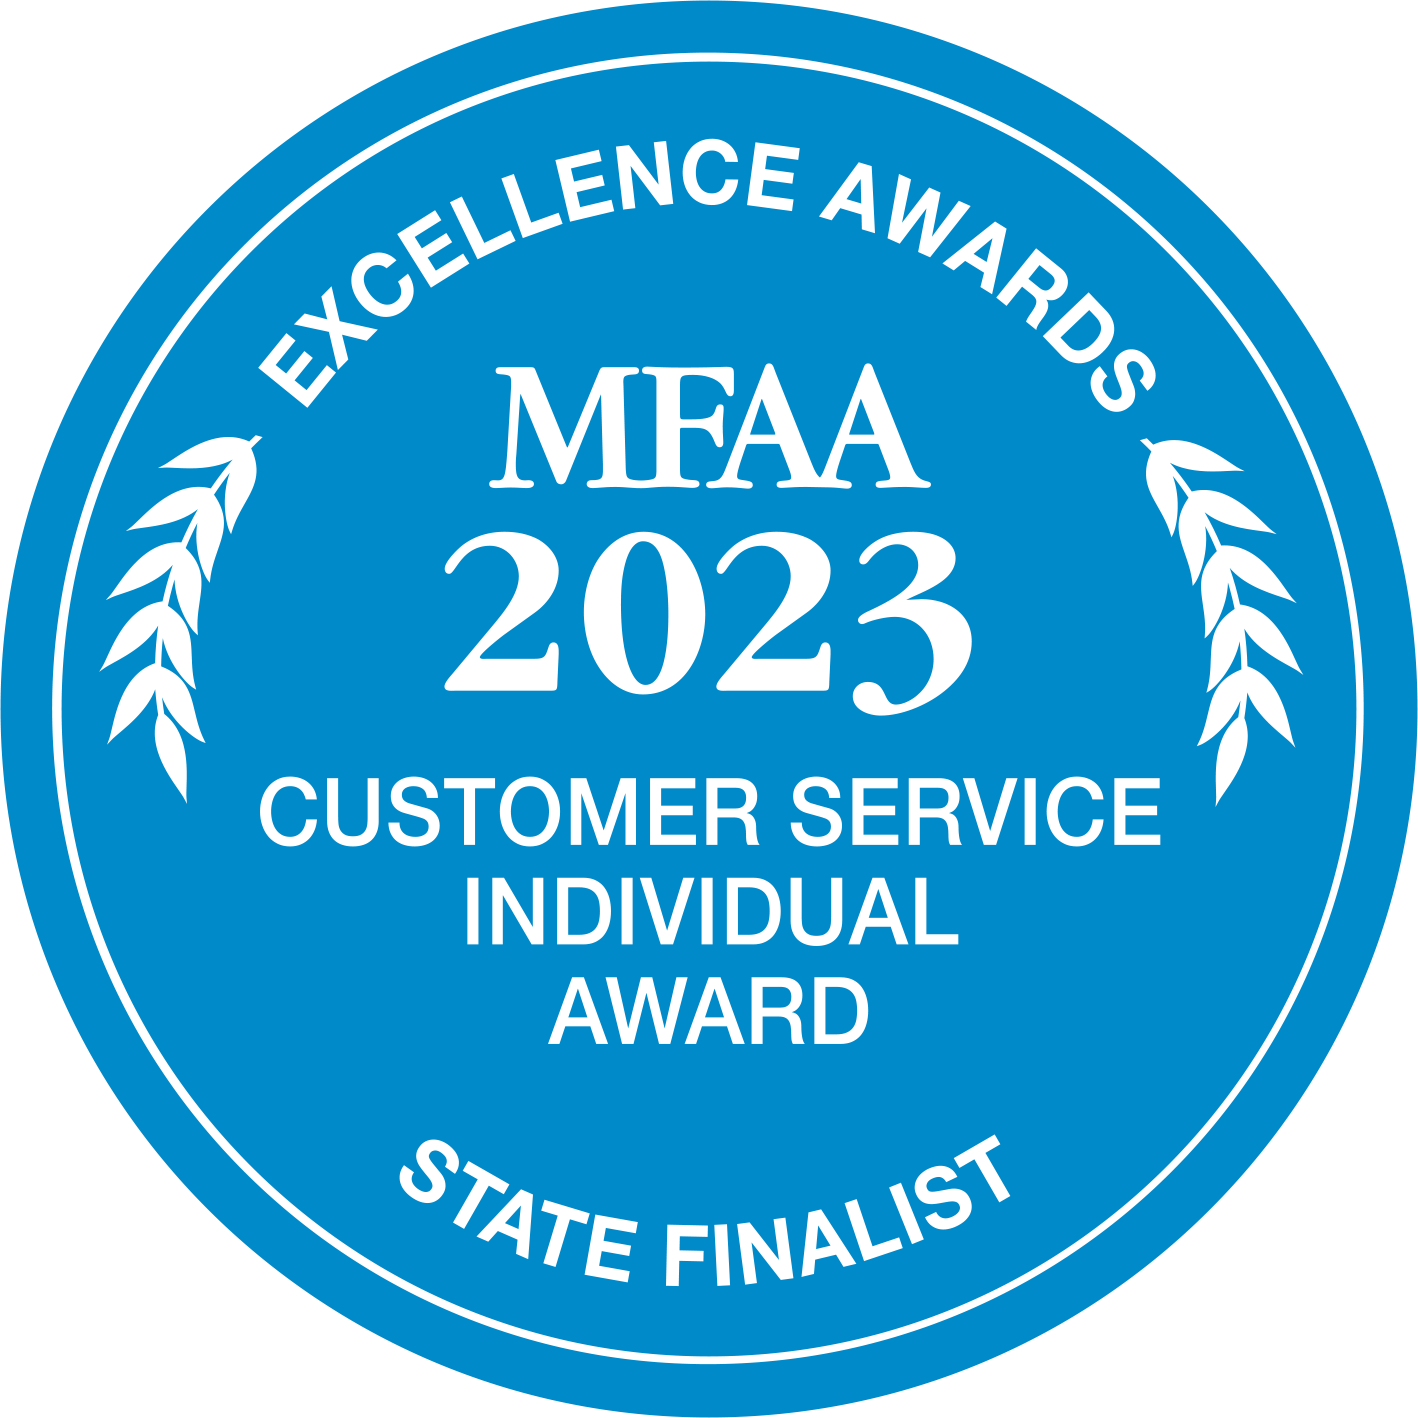 EXCELLENCE AWARDS
MFAA
2023
CUSTOMER SERVICE
INDIVIDUAL
AWARD
STATE FINALIST